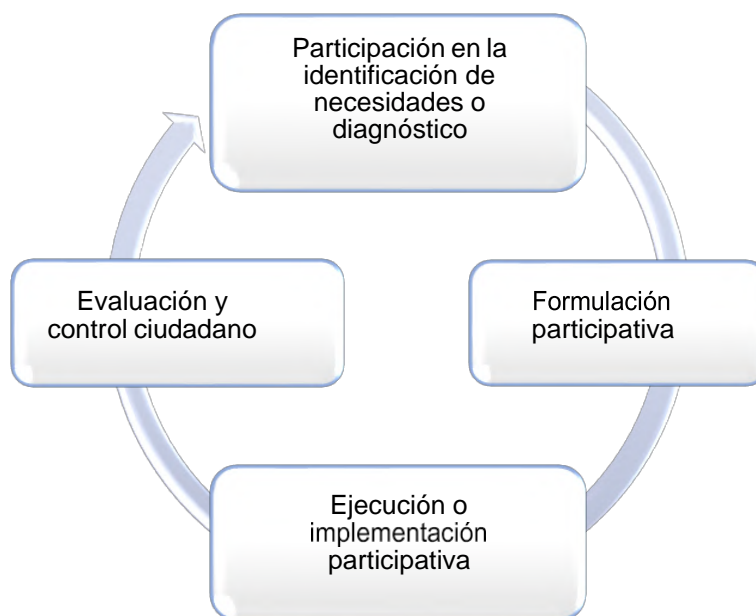 Participación en la
identificación de
necesidades o
diagnóstico
Formulación
participativa
Ejecución o
implementación
participativa
Evaluación y
control ciudadano